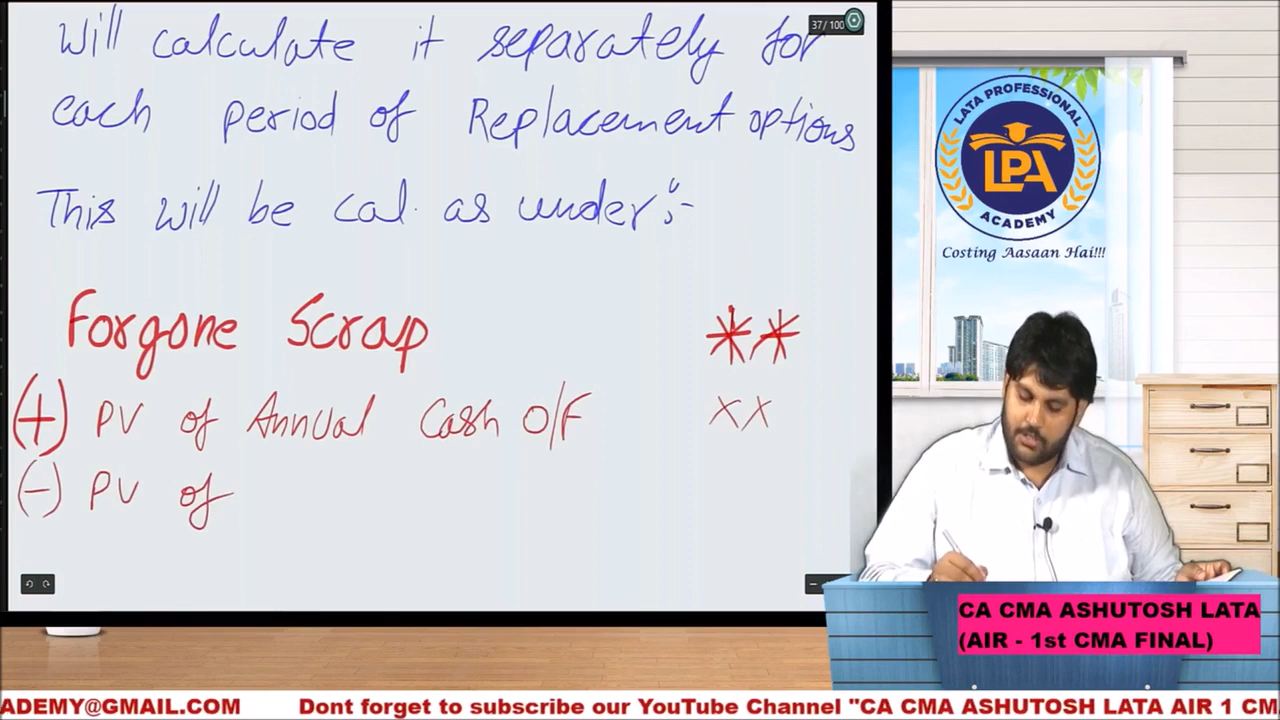 37/100
Will calculate it separately for
each period of Replacement options
This will be cal. as under :-
Forgone Scrap **
(+) PV of Annual Cash O/F XX
(-) PV of
LATA PROFESSIONAL
LPA
ACADEMY
Costing Aasaan Hai!!!
CA CMA ASHUTOSH LATA
(AIR - 1st CMA FINAL)
ADEMY@GMAIL.COM Dont forget to subscribe our YouTube Channel "CA CMA ASHUTOSH LATA AIR 1 CM